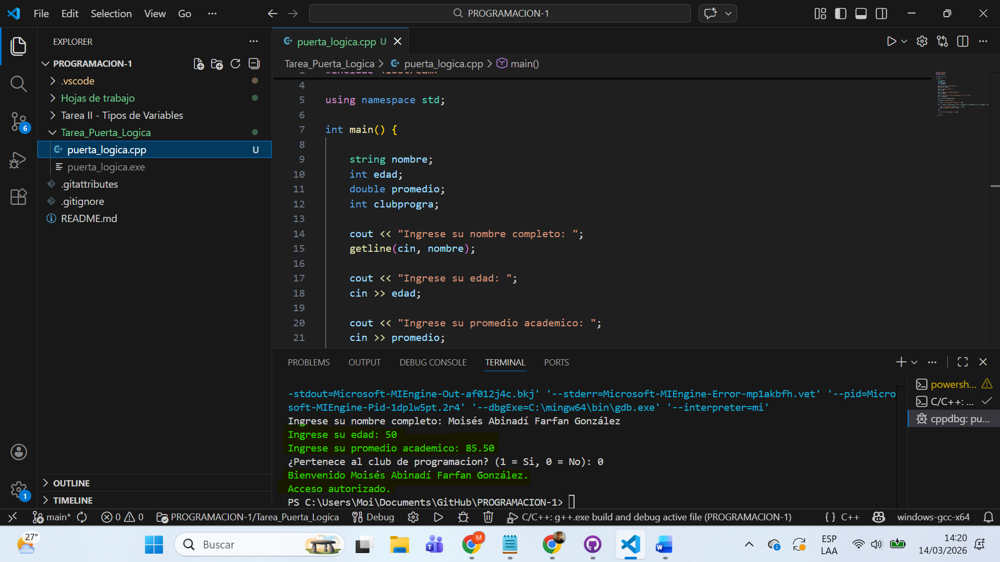 File Edit Selection View Go ···
PROGRAMACION-1
EXPLORER
PROGRAMACION-1
.vscode
Hojas de trabajo
Tarea II - Tipos de Variables
Tarea_Puerta_Logica
puerta_logica.cpp U
puerta_logica.exe
.gitattributes
.gitignore
README.md
OUTLINE
TIMELINE
6
1
puerta_logica.cpp U
Tarea_Puerta_Logica > puerta_logica.cpp > main()
4
5 using namespace std;
6
7 int main() {
8
9 string nombre;
10 int edad;
11 double promedio;
12 int clubprogra;
13
14 cout << "Ingrese su nombre completo: ";
15 getline(cin, nombre);
16
17 cout << "Ingrese su edad: ";
18 cin >> edad;
19
20 cout << "Ingrese su promedio academico: ";
21 cin >> promedio;
PROBLEMS OUTPUT DEBUG CONSOLE TERMINAL PORTS
-stdout=Microsoft-MIEngine-Out-af012j4c.bkj' '--stderr=Microsoft-MIEngine-Error-mp1akbfh.vet' '--pid=Micro
soft-MIEngine-Pid-1dplw5pt.2r4' '--dbgExe=C:\mingw64\bin\gdb.exe' '--interpreter=mi'
Ingrese su nombre completo: Moisés Abinadí Farfan González
Ingrese su edad: 50
Ingrese su promedio academico: 85.50
¿Pertenece al club de programacion? (1 = Si, 0 = No): 0
Bienvenido Moisés Abinadí Farfan González.
Acceso autorizado.
PS C:\Users\Moi\Documents\GitHub\PROGRAMACION-1>
powersh...
C/C++: ...
cppdbg: pu...
main* 0 0 PROGRAMACION-1/Tarea_Puerta_Logica Debug C/C++: g++.exe build and debug active file (PROGRAMACION-1) { } C++ windows-gcc-x64
27°
Buscar
M
ESP
LAA
14:20
14/03/2026